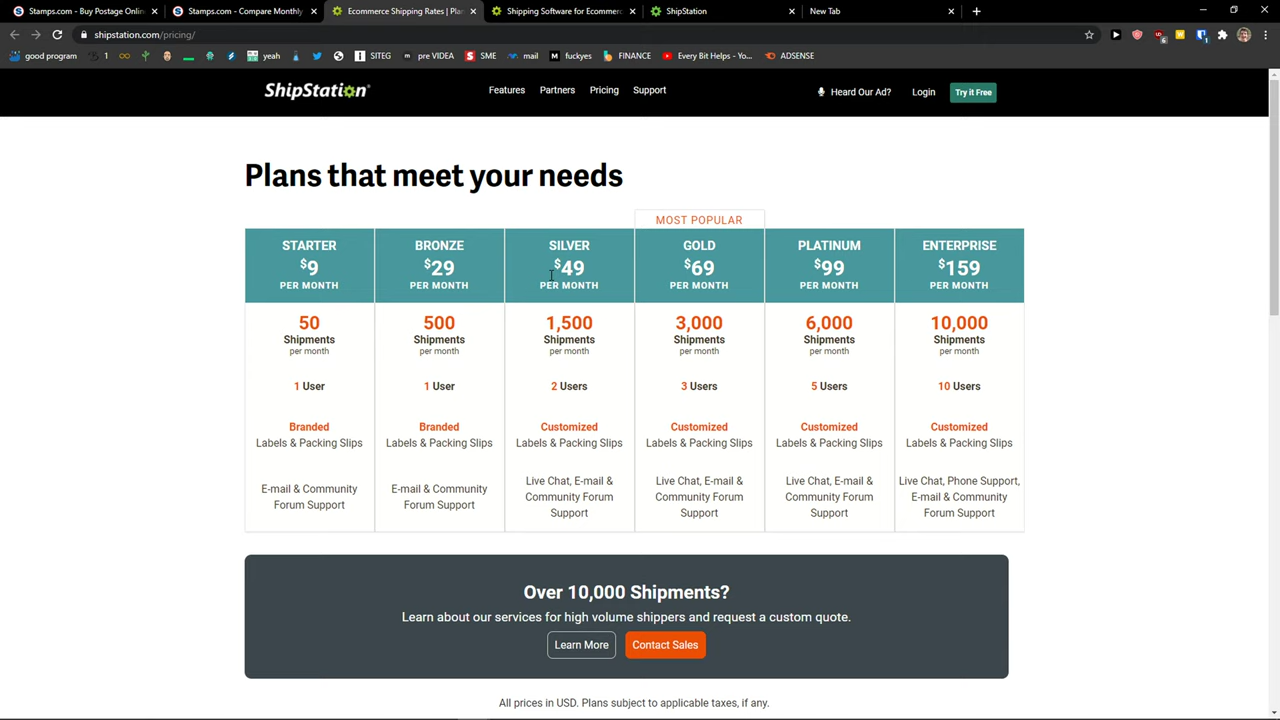 Stamps.com - Buy Postage Onlin
Stamps.com - Compare Monthly
Ecommerce Shipping Rates | Plan
Shipping Software for Ecommerc
ShipStation
New Tab
shipstation.com/pricing/
good program
1
yeah
SITEG
pre VIDEA
SME
mail
fuckyes
FINANCE
Every Bit Helps - Yo...
ADSENSE
ShipStation
Features
Partners
Pricing
Support
Heard Our Ad?
Login
Try it Free
Plans that meet your needs
MOST POPULAR
STARTER
$9
PER MONTH
50
Shipments
per month
1 User
Branded
Labels & Packing Slips
E-mail & Community
Forum Support
BRONZE
$29
PER MONTH
500
Shipments
per month
1 User
Branded
Labels & Packing Slips
E-mail & Community
Forum Support
SILVER
$49
PER MONTH
1,500
Shipments
per month
2 Users
Customized
Labels & Packing Slips
Live Chat, E-mail &
Community Forum
Support
GOLD
$69
PER MONTH
3,000
Shipments
per month
3 Users
Customized
Labels & Packing Slips
Live Chat, E-mail &
Community Forum
Support
PLATINUM
$99
PER MONTH
6,000
Shipments
per month
5 Users
Customized
Labels & Packing Slips
Live Chat, E-mail &
Community Forum
Support
ENTERPRISE
$159
PER MONTH
10,000
Shipments
per month
10 Users
Customized
Labels & Packing Slips
Live Chat, Phone Support,
E-mail & Community
Forum Support
Over 10,000 Shipments?
Learn about our services for high volume shippers and request a custom quote.
Learn More
Contact Sales
All prices in USD. Plans subject to applicable taxes, if any.